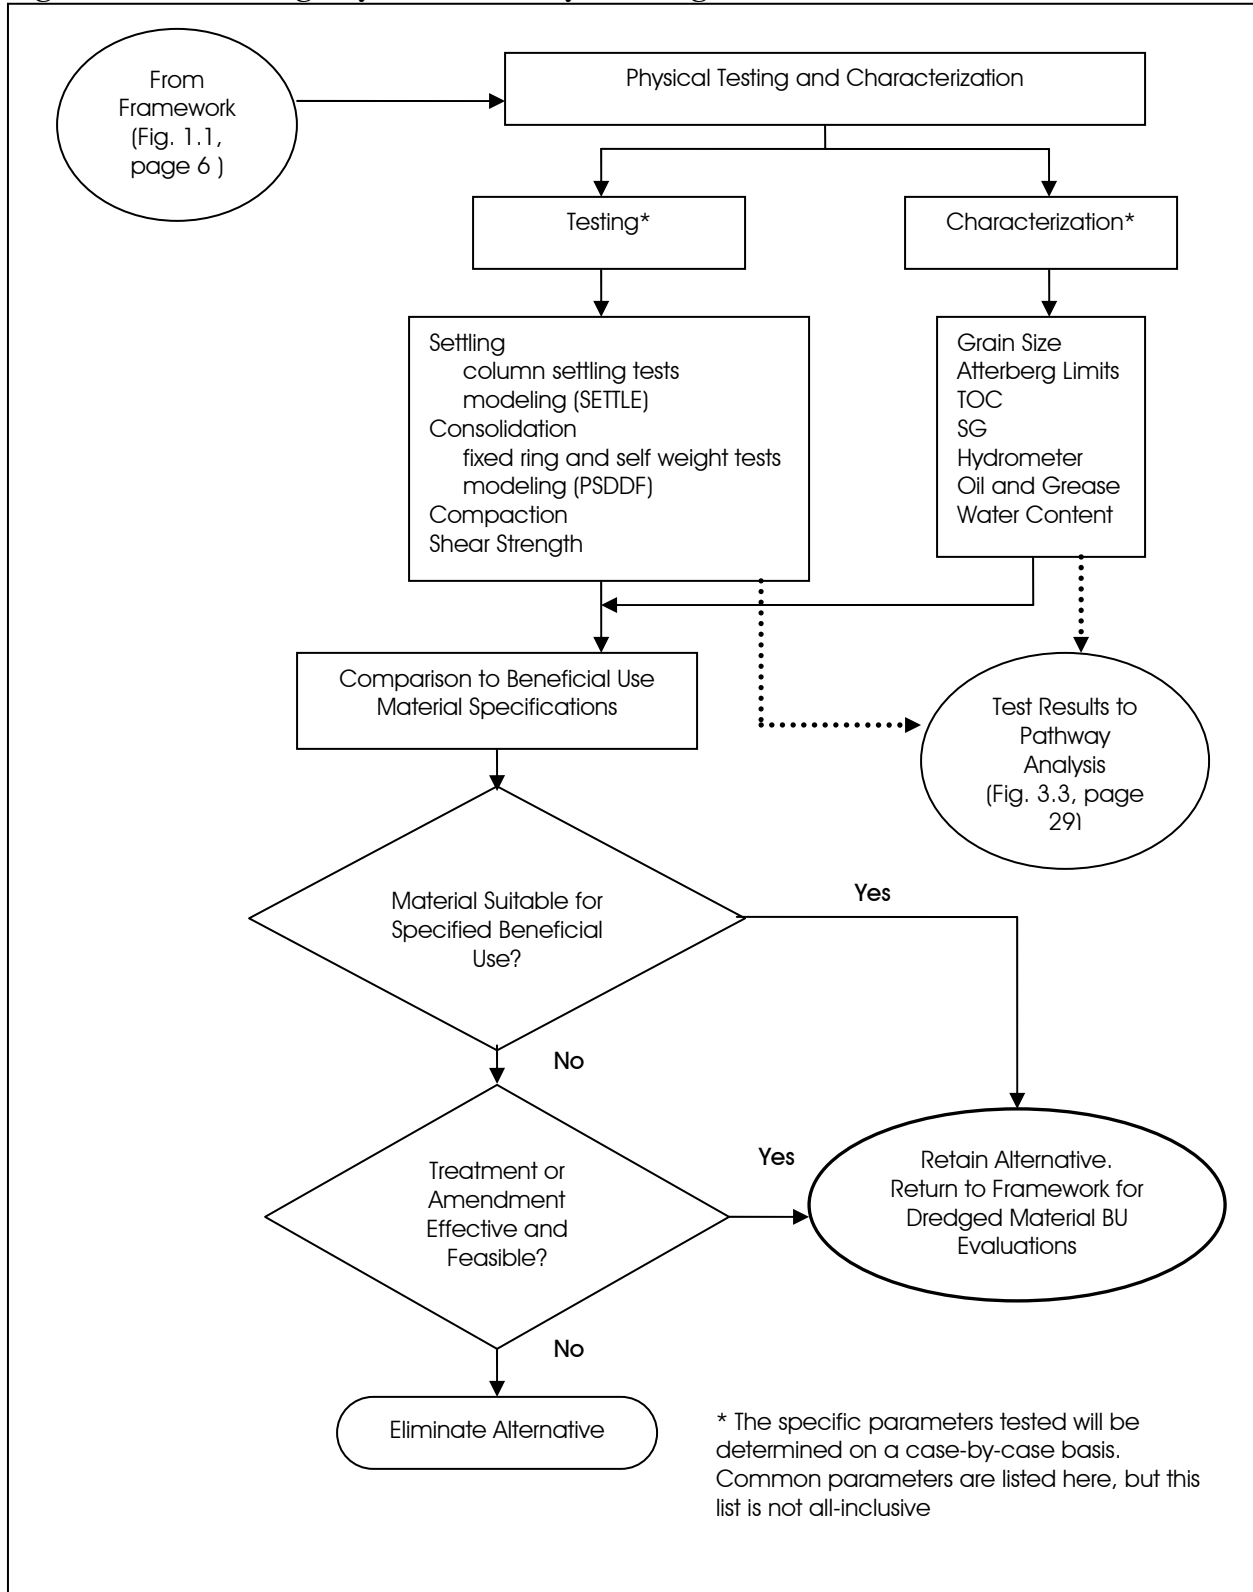 From
Framework
(Fig. 1.1,
page 6 )
Physical Testing and Characterization
Testing*
Characterization*
Settling
column settling tests
modeling (SETTLE)
Consolidation
fixed ring and self weight tests
modeling (PSDDF)
Compaction
Shear Strength
Grain Size
Atterberg Limits
TOC
SG
Hydrometer
Oil and Grease
Water Content
Comparison to Beneficial Use
Material Specifications
Test Results to
Pathway
Analysis
(Fig. 3.3, page
29)
Material Suitable for
Specified Beneficial
Use?
Yes
No
Treatment or
Amendment
Effective and
Feasible?
Yes
Retain Alternative.
Return to Framework for
Dredged Material BU
Evaluations
No
Eliminate Alternative
* The specific parameters tested will be
determined on a case-by-case basis.
Common parameters are listed here, but this
list is not all-inclusive